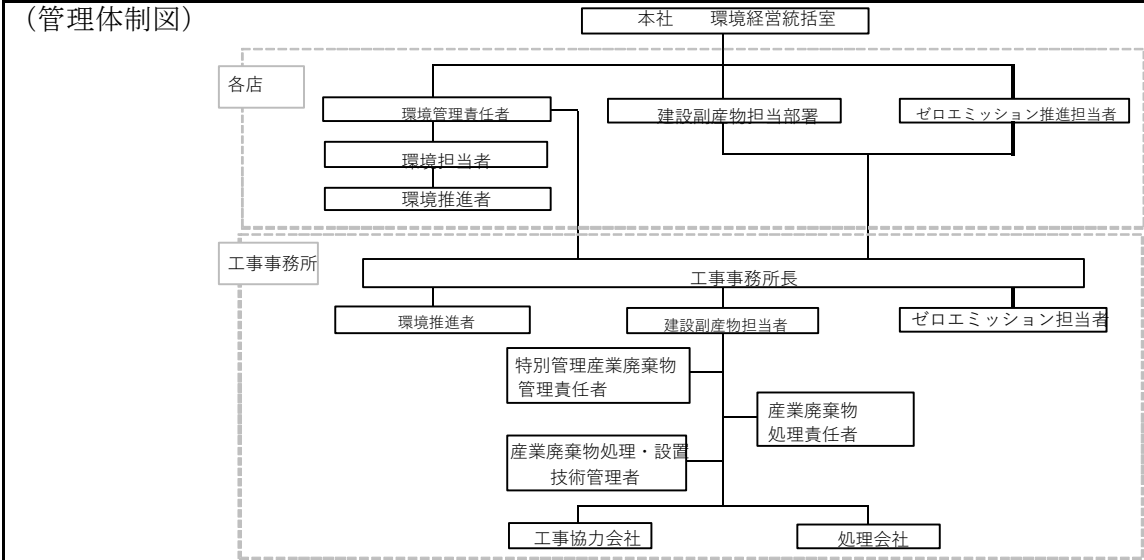 (管理体制図)
本社 環境経営統括室
各店
環境管理責任者
建設副産物担当部署
ゼロエミッション推進担当者
環境担当者
環境推進者
工事事務所
工事事務所長
環境推進者
建設副産物担当者
ゼロエミッション担当者
特別管理産業廃棄物
管理責任者
産業廃棄物
処理責任者
産業廃棄物処理・設置
技術管理者
工事協力会社
処理会社